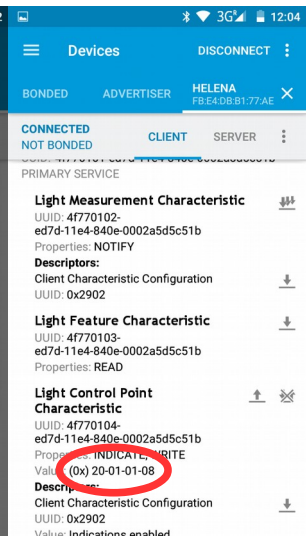 2
3G
12:04
Devices
DISCONNECT
BONDED
ADVERTISER
HELENA
FB:E4:DB:B1:77:AE
CONNECTED
NOT BONDED
CLIENT
SERVER
PRIMARY SERVICE
Light Measurement Characteristic
UUID: 4f770102-
ed7d-11e4-840e-0002a5d5c51b
Properties: NOTIFY
Descriptors:
Client Characteristic Configuration
UUID: 0x2902
Light Feature Characteristic
UUID: 4f770103-
ed7d-11e4-840e-0002a5d5c51b
Properties: READ
Light Control Point
Characteristic
UUID: 4f770104-
ed7d-11e4-840e-0002a5d5c51b
Properties: INDICATE, WRITE
Value: (0x) 20-01-01-08
Descriptors:
Client Characteristic Configuration
UUID: 0x2902
Value: Indications enabled